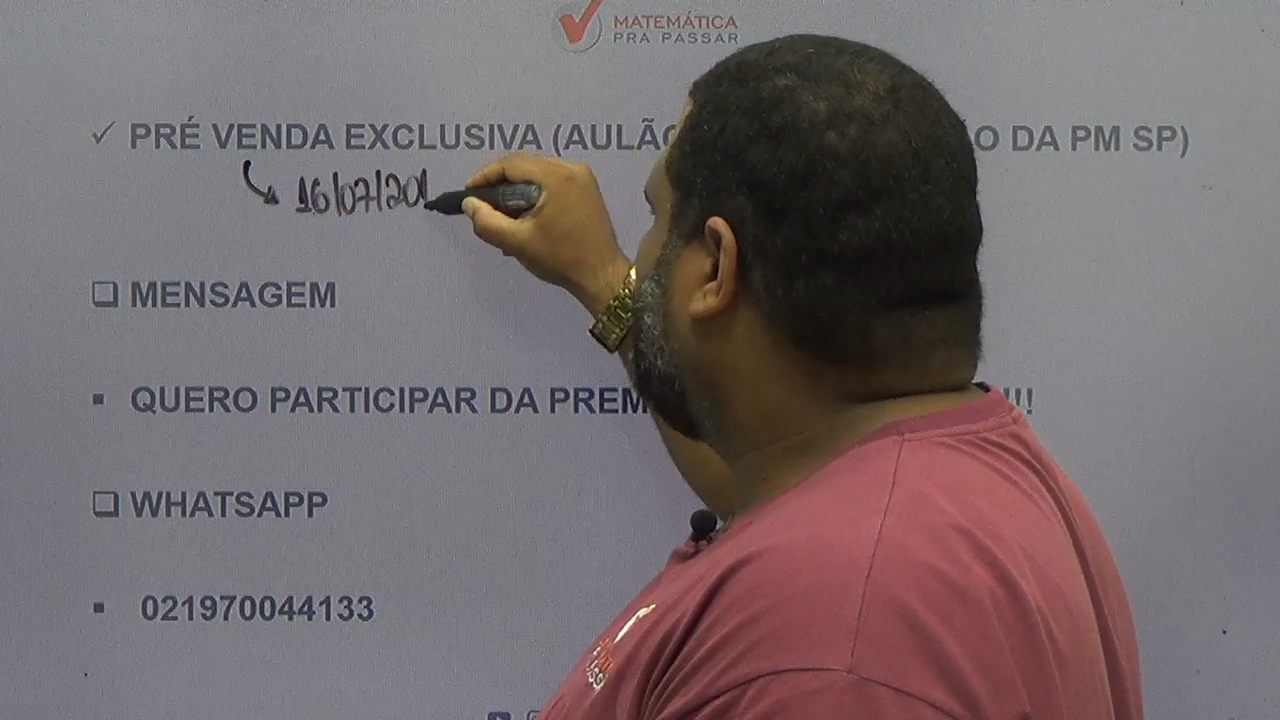 MATEMÁTICA
PRA PASSAR
✓ PRÉ VENDA EXCLUSIVA (AULÃO DA PM SP)
16/07/201
❑ MENSAGEM
▪ QUERO PARTICIPAR DA !!!
❑ WHATSAPP
▪ 021970044133